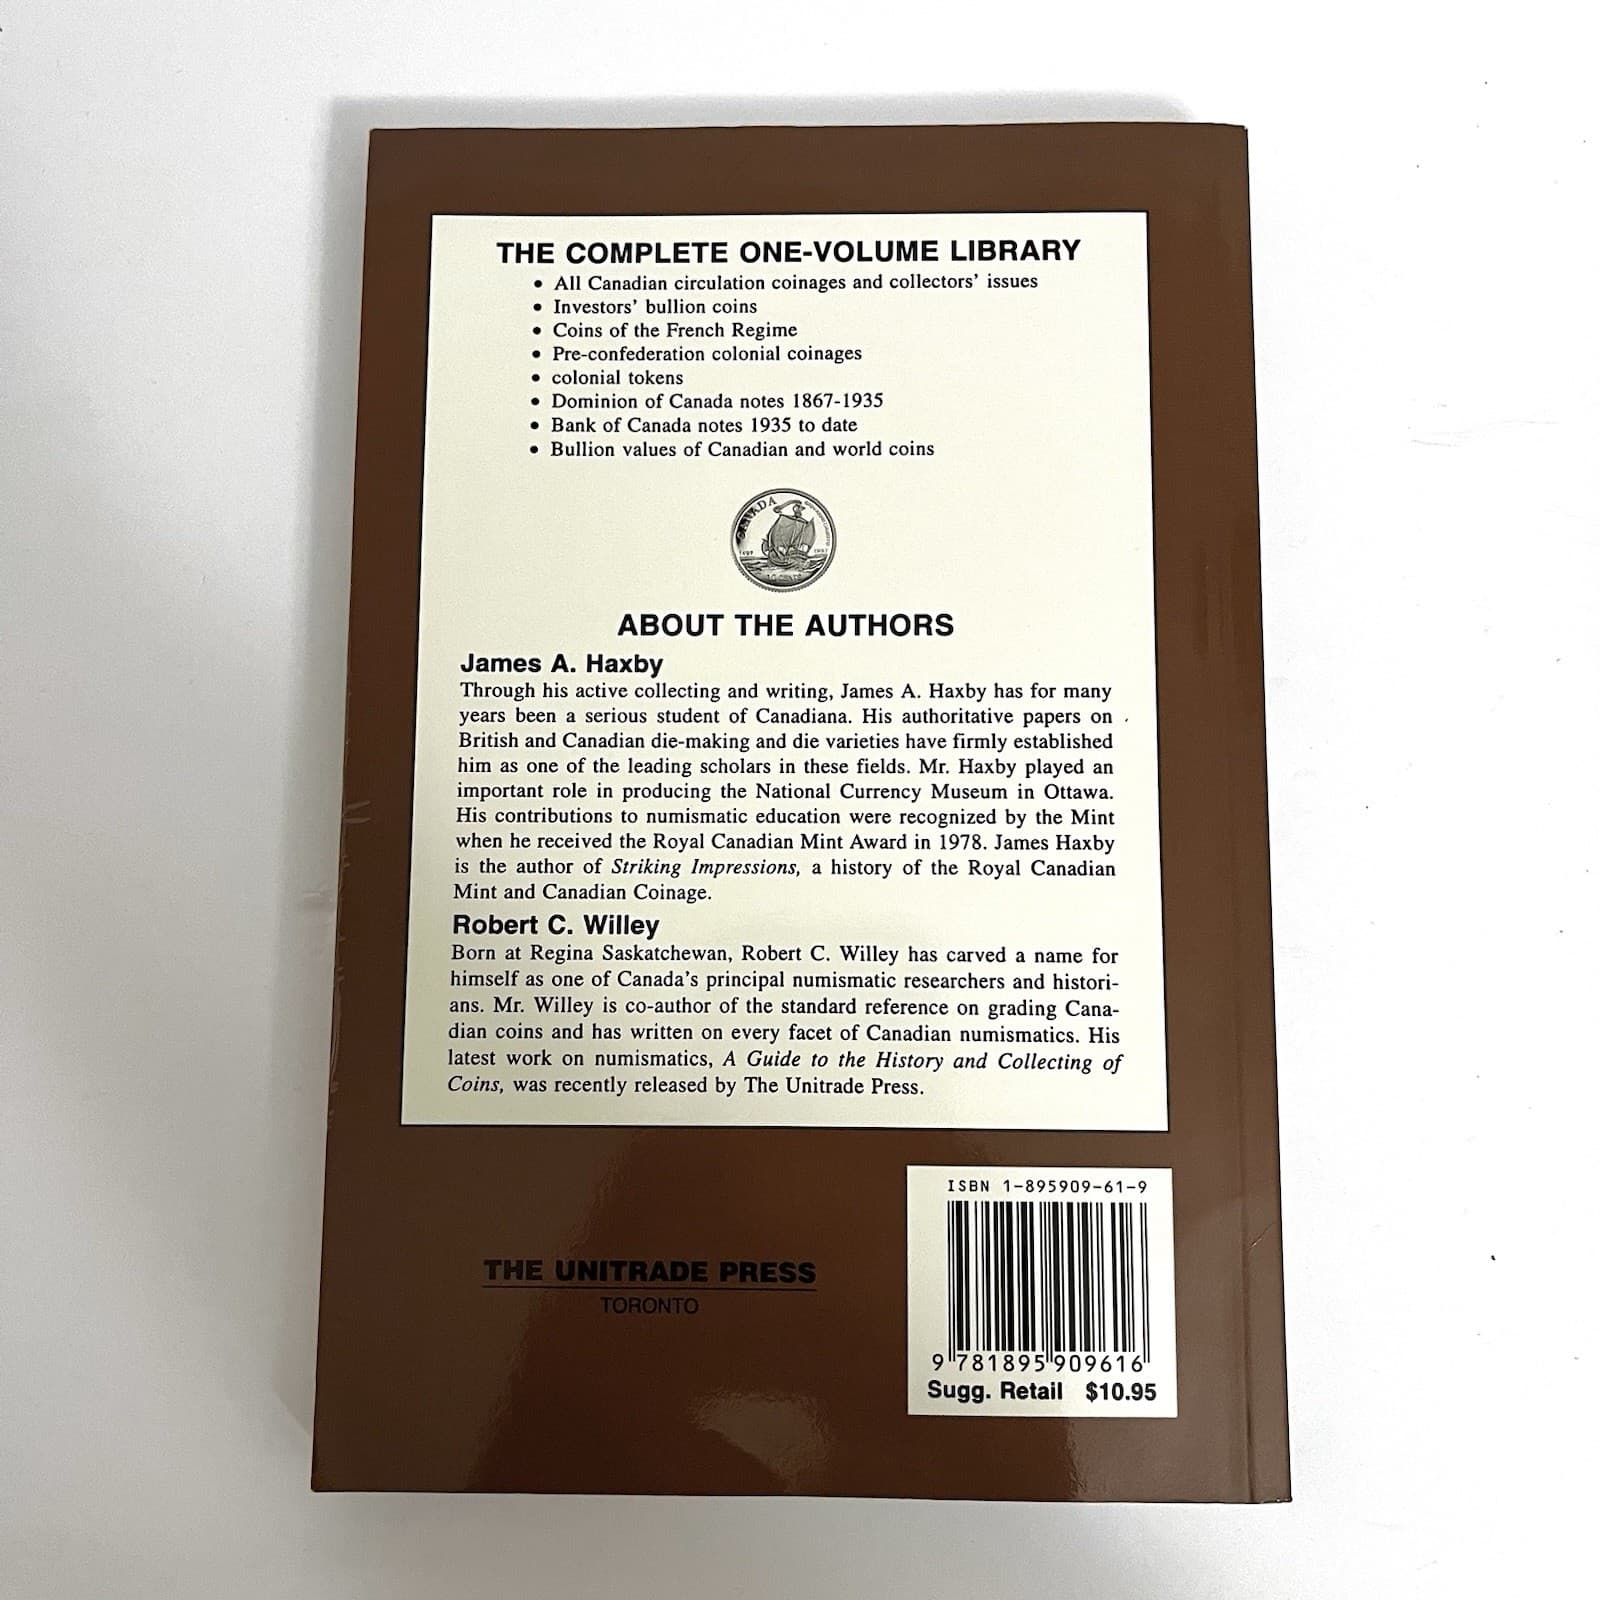 THE COMPLETE ONE-VOLUME LIBRARY
• All Canadian circulation coinages and collectors' issues
• Investors' bullion coins
• Coins of the French Regime
• Pre-confederation colonial coinages
• colonial tokens
• Dominion of Canada notes 1867-1935
• Bank of Canada notes 1935 to date
• Bullion values of Canadian and world coins
CANADA
10 CENTS
ABOUT THE AUTHORS
James A. Haxby
Through his active collecting and writing, James A. Haxby has for many
years been a serious student of Canadiana. His authoritative papers on
British and Canadian die-making and die varieties have firmly established
him as one of the leading scholars in these fields. Mr. Haxby played an
important role in producing the National Currency Museum in Ottawa.
His contributions to numismatic education were recognized by the Mint
when he received the Royal Canadian Mint Award in 1978. James Haxby
is the author of Striking Impressions, a history of the Royal Canadian
Mint and Canadian Coinage.
Robert C. Willey
Born at Regina Saskatchewan, Robert C. Willey has carved a name for
himself as one of Canada's principal numismatic researchers and histori-
ans. Mr. Willey is co-author of the standard reference on grading Cana-
dian coins and has written on every facet of Canadian numismatics. His
latest work on numismatics, A Guide to the History and Collecting of
Coins, was recently released by The Unitrade Press.
THE UNITRADE PRESS
TORONTO
ISBN 1-895909-61-9
9 781895 909616
Sugg. Retail $10.95